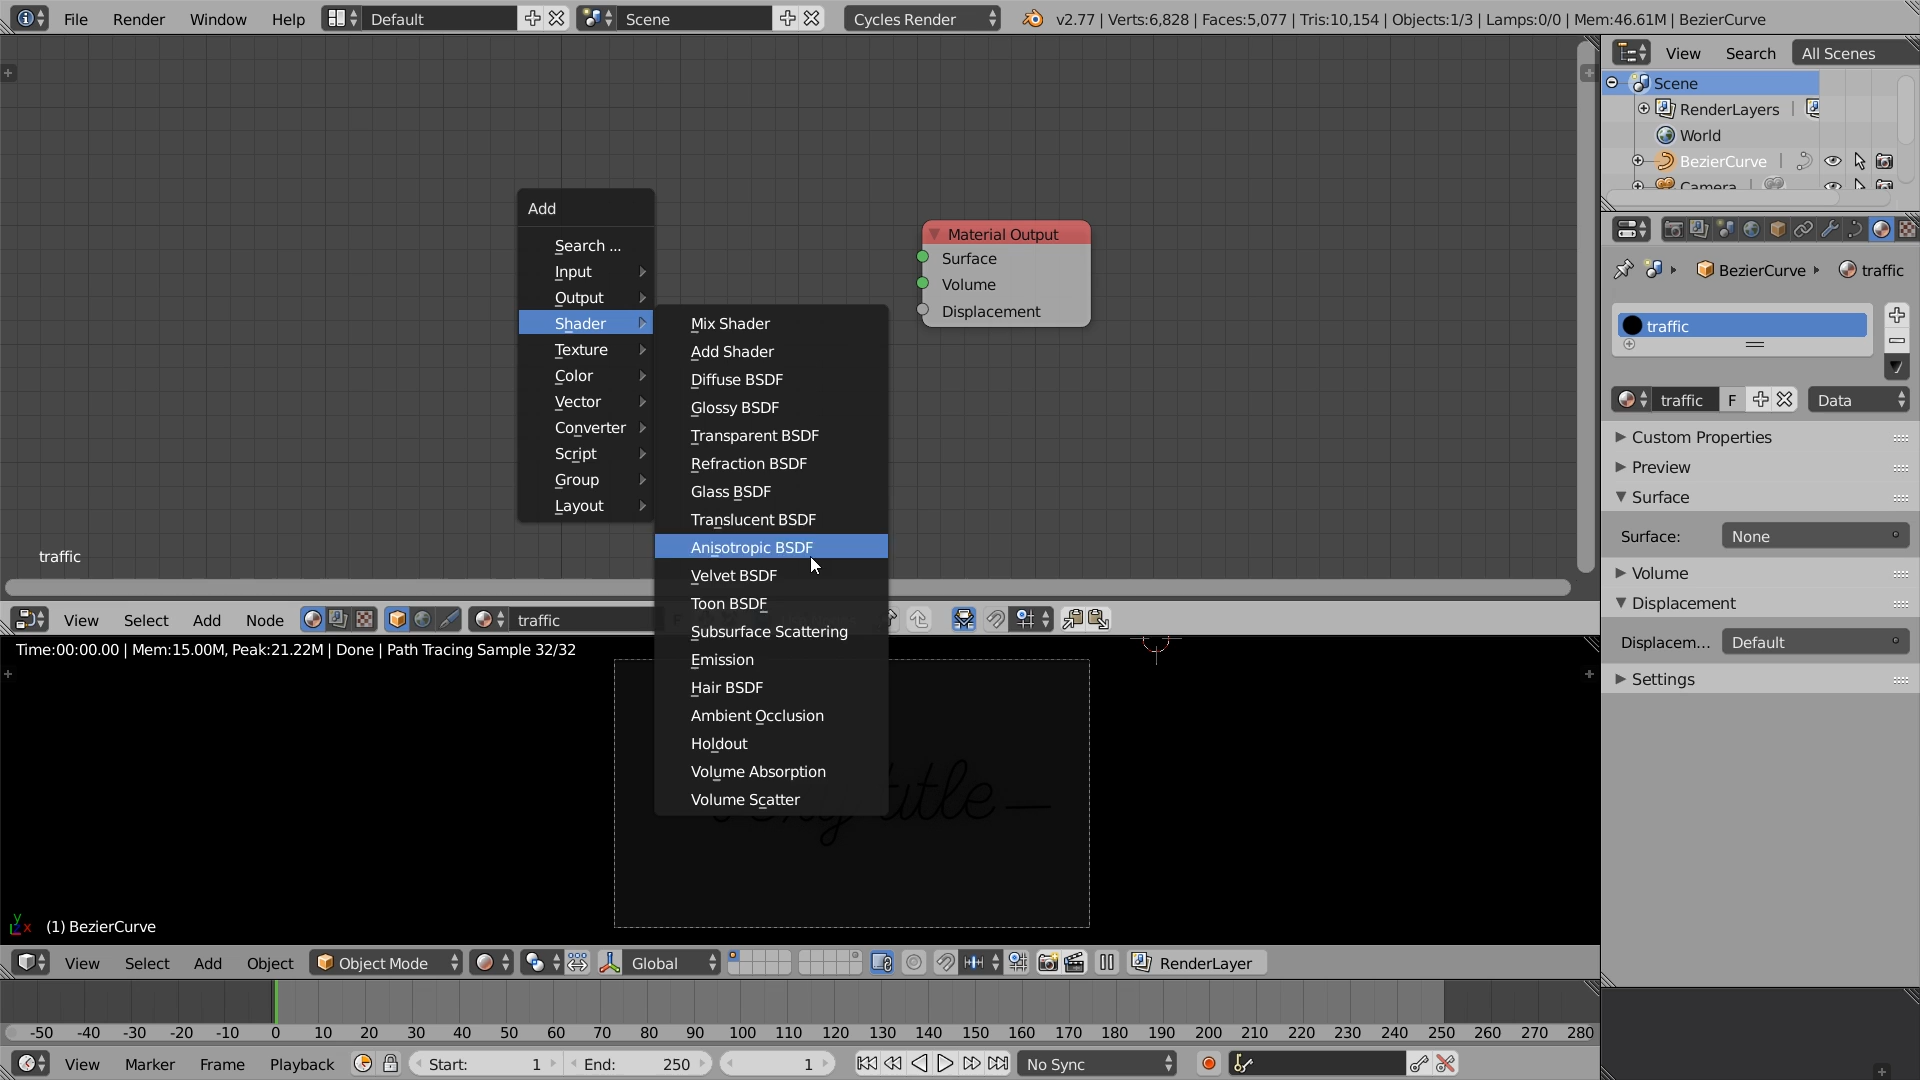 File Render Window Help Default Scene Cycles Render v2.77 | Verts:6,828 | Faces:5,077 | Tris:10,154 | Objects:1/3 | Lamps:0/0 | Mem:46.61M | BezierCurve
View Search All Scenes
Scene
RenderLayers
World
BezierCurve
Camera
Add
Search ...
Input
Output
Shader
Texture
Color
Vector
Converter
Script
Group
Layout
Mix Shader
Add Shader
Diffuse BSDF
Glossy BSDF
Transparent BSDF
Refraction BSDF
Glass BSDF
Translucent BSDF
Anisotropic BSDF
Velvet BSDF
Toon BSDF
Subsurface Scattering
Emission
Hair BSDF
Ambient Occlusion
Holdout
Volume Absorption
Volume Scatter
Material Output
Surface
Volume
Displacement
BezierCurve traffic
traffic
traffic F Data
Custom Properties
Preview
Surface
Surface: None
Volume
Displacement
Displacem... Default
Settings
traffic
View Select Add Node traffic
Time:00:00.00 | Mem:15.00M, Peak:21.22M | Done | Path Tracing Sample 32/32
title
(1) BezierCurve
View Select Add Object Object Mode Global RenderLayer
-50 -40 -30 -20 -10 0 10 20 30 40 50 60 70 80 90 100 110 120 130 140 150 160 170 180 190 200 210 220 230 240 250 260 270 280
View Marker Frame Playback Start: 1 End: 250 1 No Sync